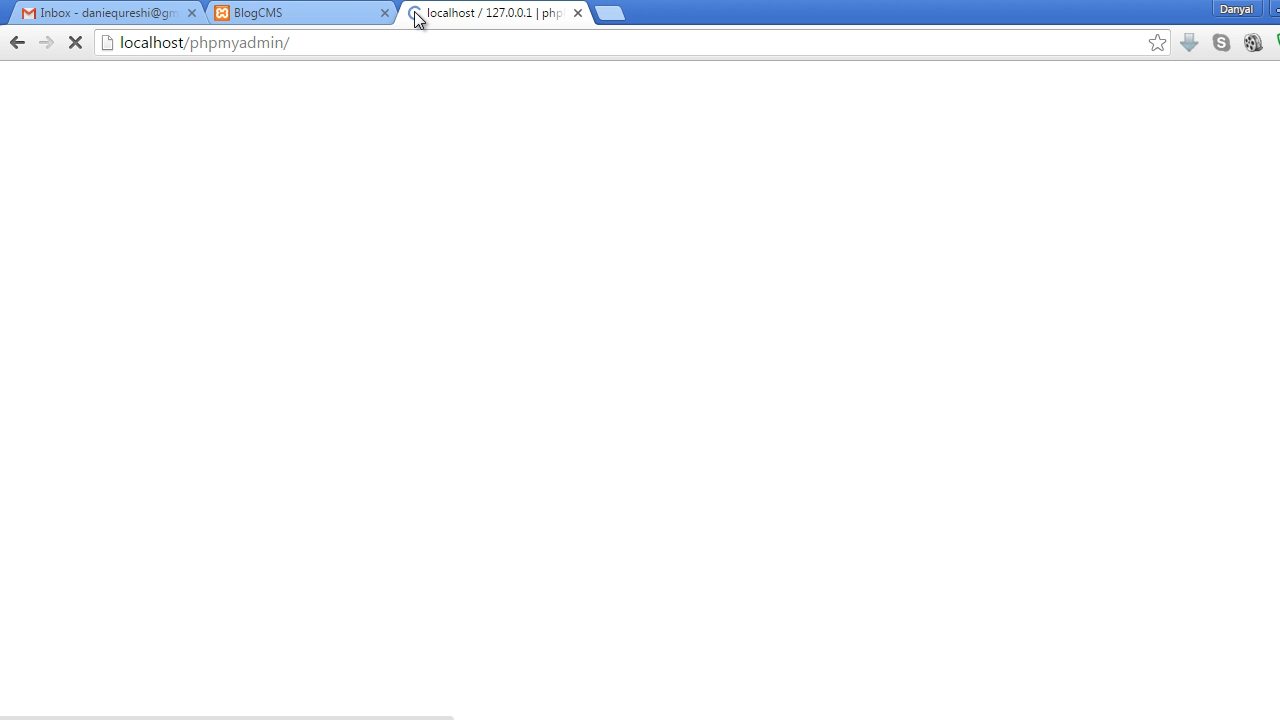 Inbox - daniequreshi@gm
BlogCMS
localhost / 127.0.0.1 | php
Danyal
localhost/phpmyadmin/